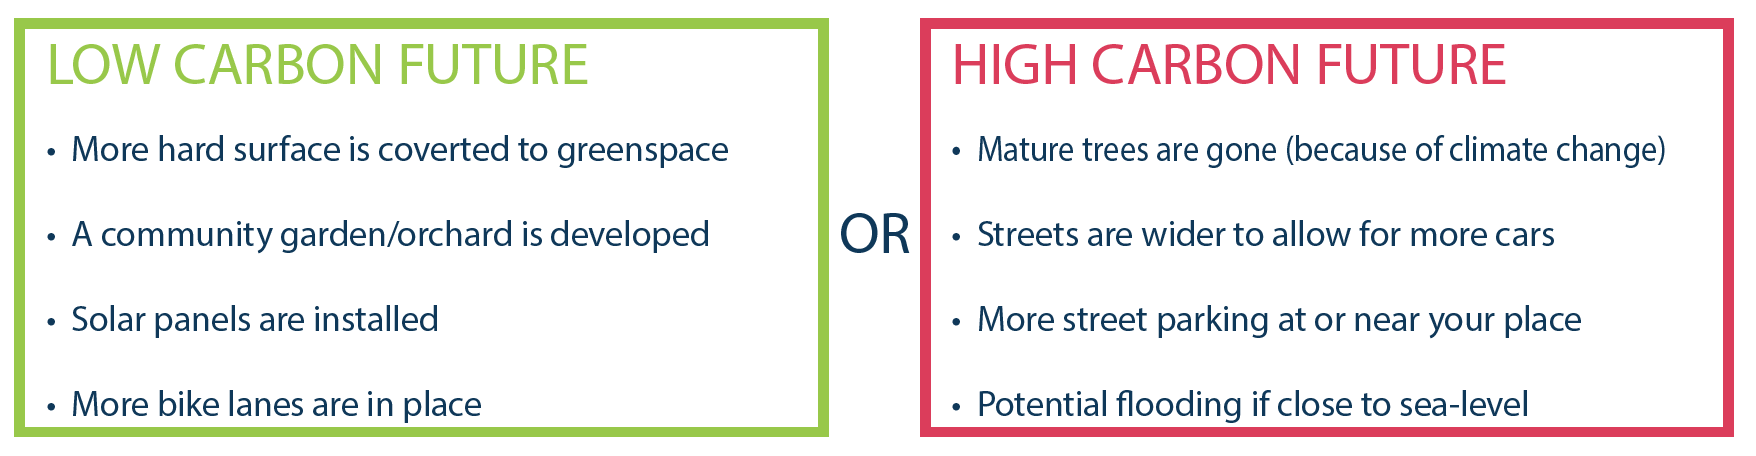 LOW CARBON FUTURE
• More hard surface is coverted to greenspace
• A community garden/orchard is developed
• Solar panels are installed
• More bike lanes are in place
OR
HIGH CARBON FUTURE
• Mature trees are gone (because of climate change)
• Streets are wider to allow for more cars
• More street parking at or near your place
• Potential flooding if close to sea-level